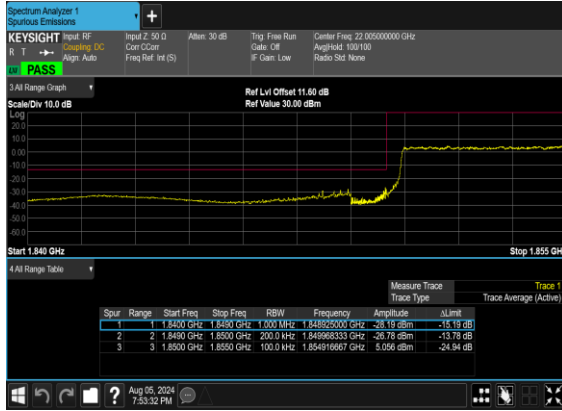 Spectrum Analyzer 1
Spurious Emissions
+
KEYSIGHT Input: RF Input Z: 50 Ω Atten: 30 dB Trig: Free Run Center Freq: 22.005000000 GHz
R T Coupling: DC Corr CCorr Gate: Off Avg|Hold: 100/100
Align: Auto Freq Ref: Int (S) IF Gain: Low Radio Std: None
PASS
3 All Range Graph
Ref Lvl Offset 11.60 dB
Scale/Div 10.0 dB Ref Value 30.00 dBm
Log
20.0
10.0
0.00
-10.0
-20.0
-30.0
-40.0
-50.0
-60.0
Start 1.840 GHz Stop 1.855 GH
4 All Range Table
Measure Trace Trace 1
Trace Type Trace Average (Active)
Spur Range Start Freq Stop Freq RBW Frequency Amplitude ΔLimit
1 1 1.8400 GHz 1.8490 GHz 1.000 MHz 1.848925000 GHz -28.19 dBm -15.19 dB
2 2 1.8490 GHz 1.8500 GHz 200.0 kHz 1.849968333 GHz -26.78 dBm -13.78 dB
3 3 1.8500 GHz 1.8550 GHz 100.0 kHz 1.854916667 GHz 5.056 dBm -24.94 dB
? Aug 05, 2024
7:53:32 PM